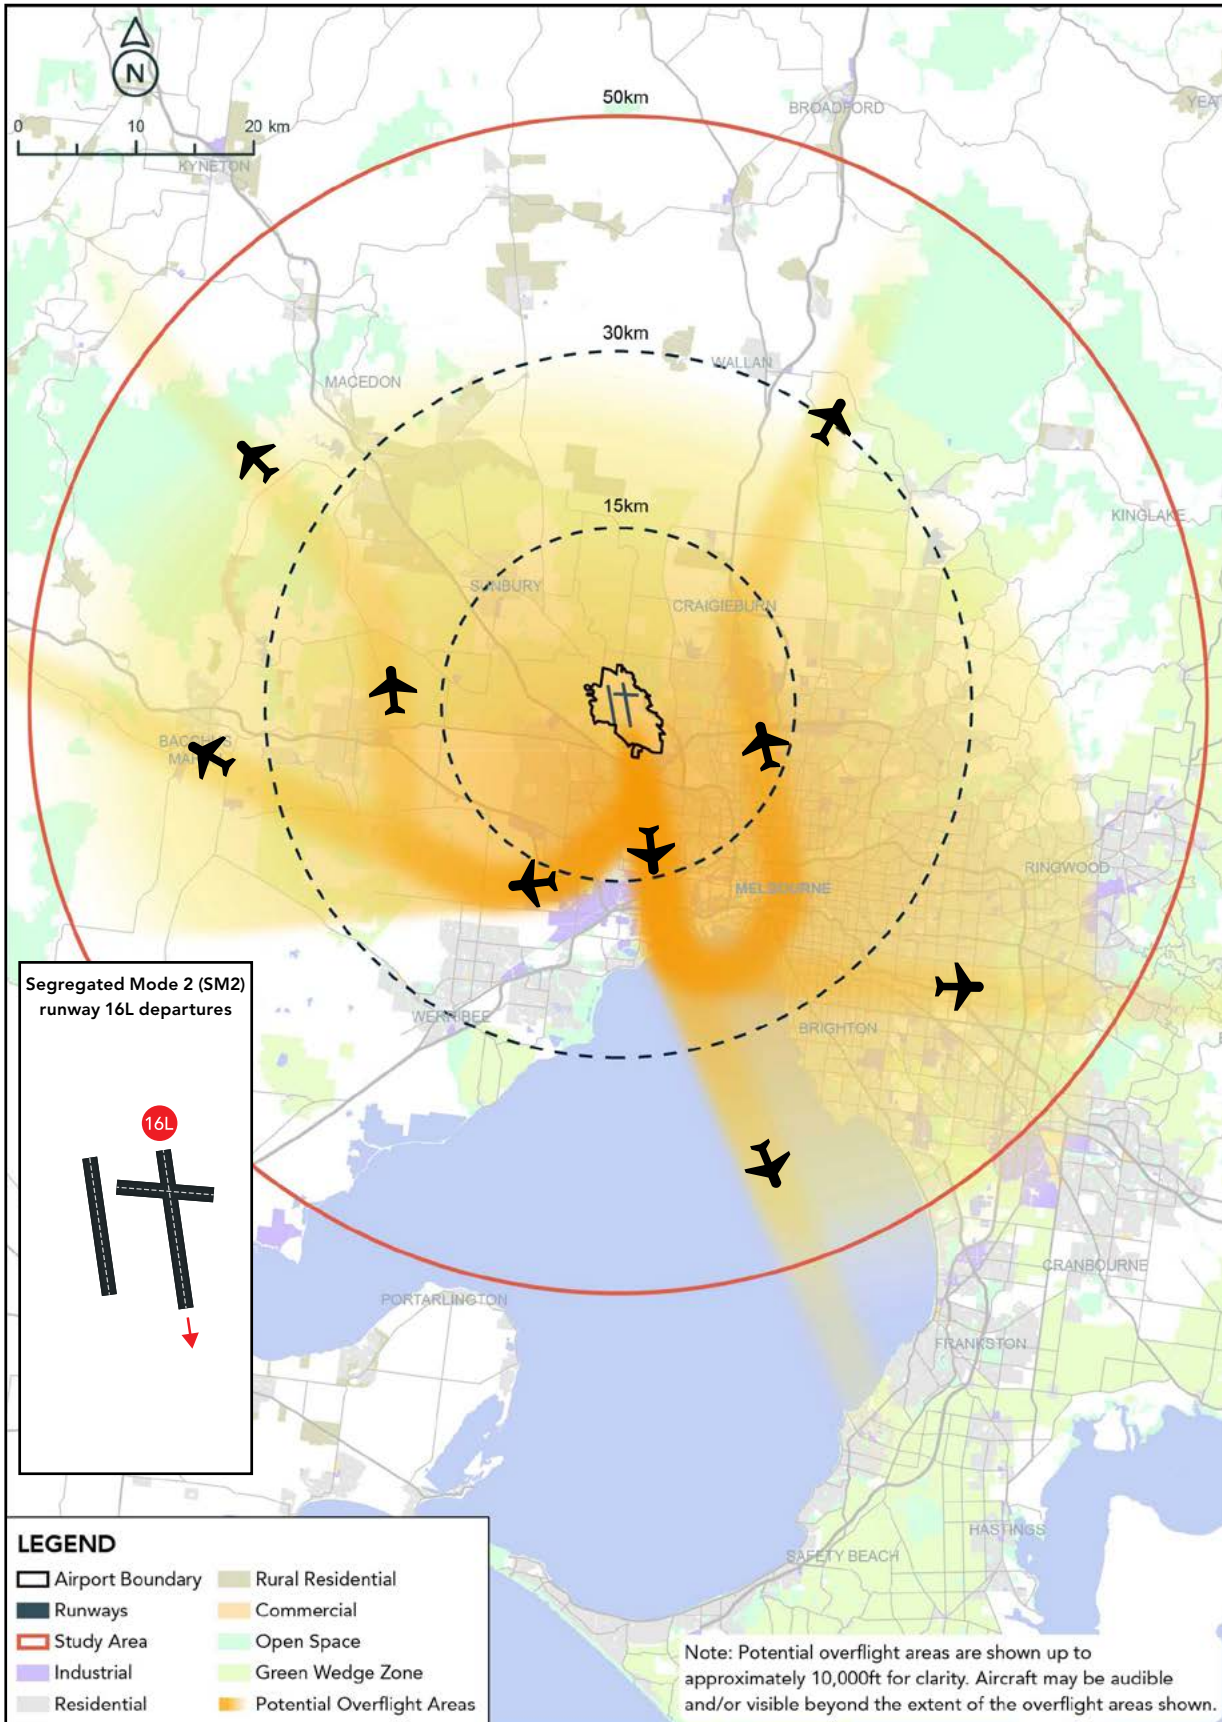 N
0 10 20 km
50km
BROADFORD
YEA
KYNETON
30km
WALLAN
MACEDON
15km
KINGLAKE
SUNBURY
CRAIGIEBURN
BACCHUS
MAR
RINGWOOD
MELBOURNE
Segregated Mode 2 (SM2)
runway 16L departures
WERRIBEE
BRIGHTON
16L
CRANBOURNE
PORTARLINGTON
FRANKSTON
HASTINGS
SAFETY BEACH
LEGEND
Airport Boundary
Runways
Study Area
Industrial
Residential
Rural Residential
Commercial
Open Space
Green Wedge Zone
Potential Overflight Areas
Note: Potential overflight areas are shown up to
approximately 10,000ft for clarity. Aircraft may be audible
and/or visible beyond the extent of the overflight areas shown.